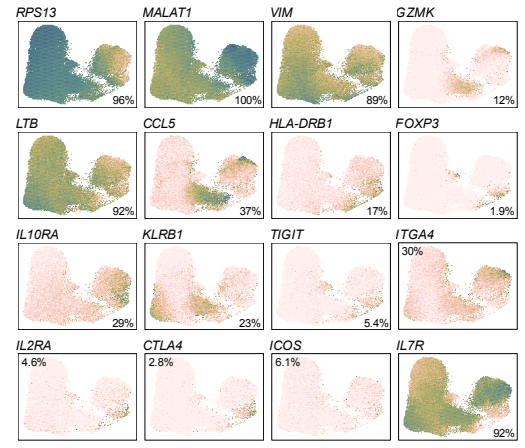 RPS13 MALAT1 VIM GZMK
96% 100% 89% 12%
LTB CCL5 HLA-DRB1 FOXP3
92% 37% 17% 1.9%
IL10RA KLRB1 TIGIT ITGA4
30%
29% 23% 5.4%
IL2RA CTLA4 ICOS IL7R
4.6% 2.8% 6.1%
92%